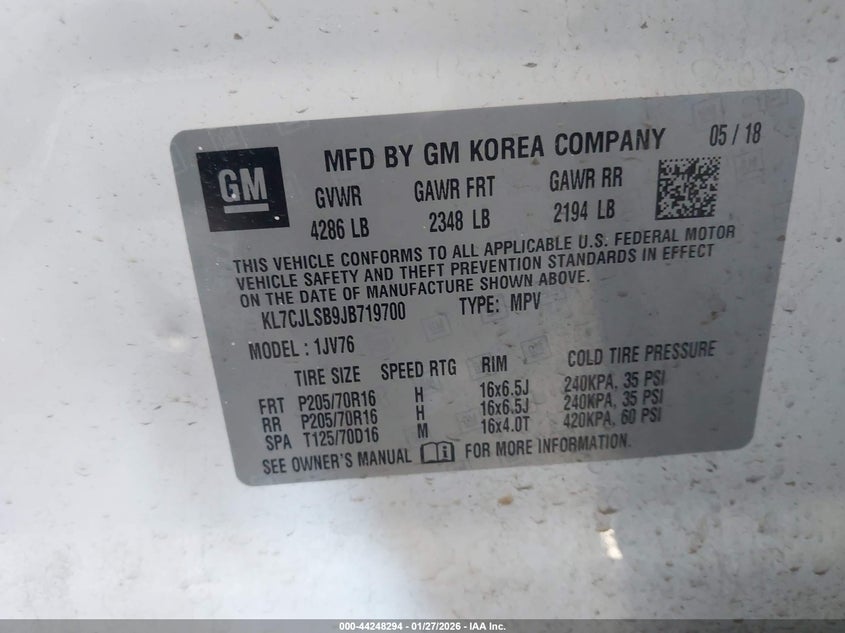 GM
MFD BY GM KOREA COMPANY 05 / 18
GVWR GAWR FRT GAWR RR
4286 LB 2348 LB 2194 LB
THIS VEHICLE CONFORMS TO ALL APPLICABLE U.S. FEDERAL MOTOR
VEHICLE SAFETY AND THEFT PREVENTION STANDARDS IN EFFECT
ON THE DATE OF MANUFACTURE SHOWN ABOVE.
KL7CJLSB9JB719700 TYPE: MPV
MODEL : 1JV76
TIRE SIZE SPEED RTG RIM COLD TIRE PRESSURE
FRT P205/70R16 H 16x6.5J 240KPA, 35 PSI
RR P205/70R16 H 16x6.5J 240KPA, 35 PSI
SPA T125/70D16 M 16x4.0T 420KPA, 60 PSI
SEE OWNER'S MANUAL FOR MORE INFORMATION.
000-44248294 - 01/27/2026 - IAA Inc.